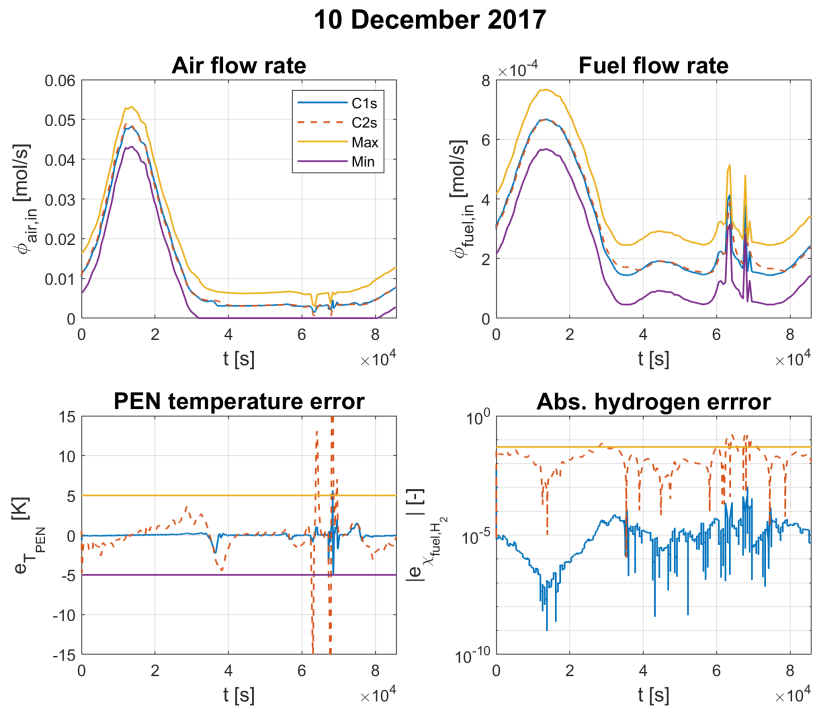 10 December 2017
Air flow rate
0.06
0.05
0.04
0.03
0.02
0.01
0
ϕair,in [mol/s]
C1s
C2s
Max
Min
0 2 4 6 8
t [s]
×10^4
Fuel flow rate
×10^-4
8
6
4
2
0
ϕfuel,in [mol/s]
0 2 4 6 8
t [s]
×10^4
PEN temperature error
15
10
5
0
-5
-10
-15
e_T_PEN [K]
0 2 4 6 8
t [s]
×10^4
Abs. hydrogen errror
10^0
10^-5
10^-10
|e χfuel,H2 | [-]
0 2 4 6 8
t [s]
×10^4